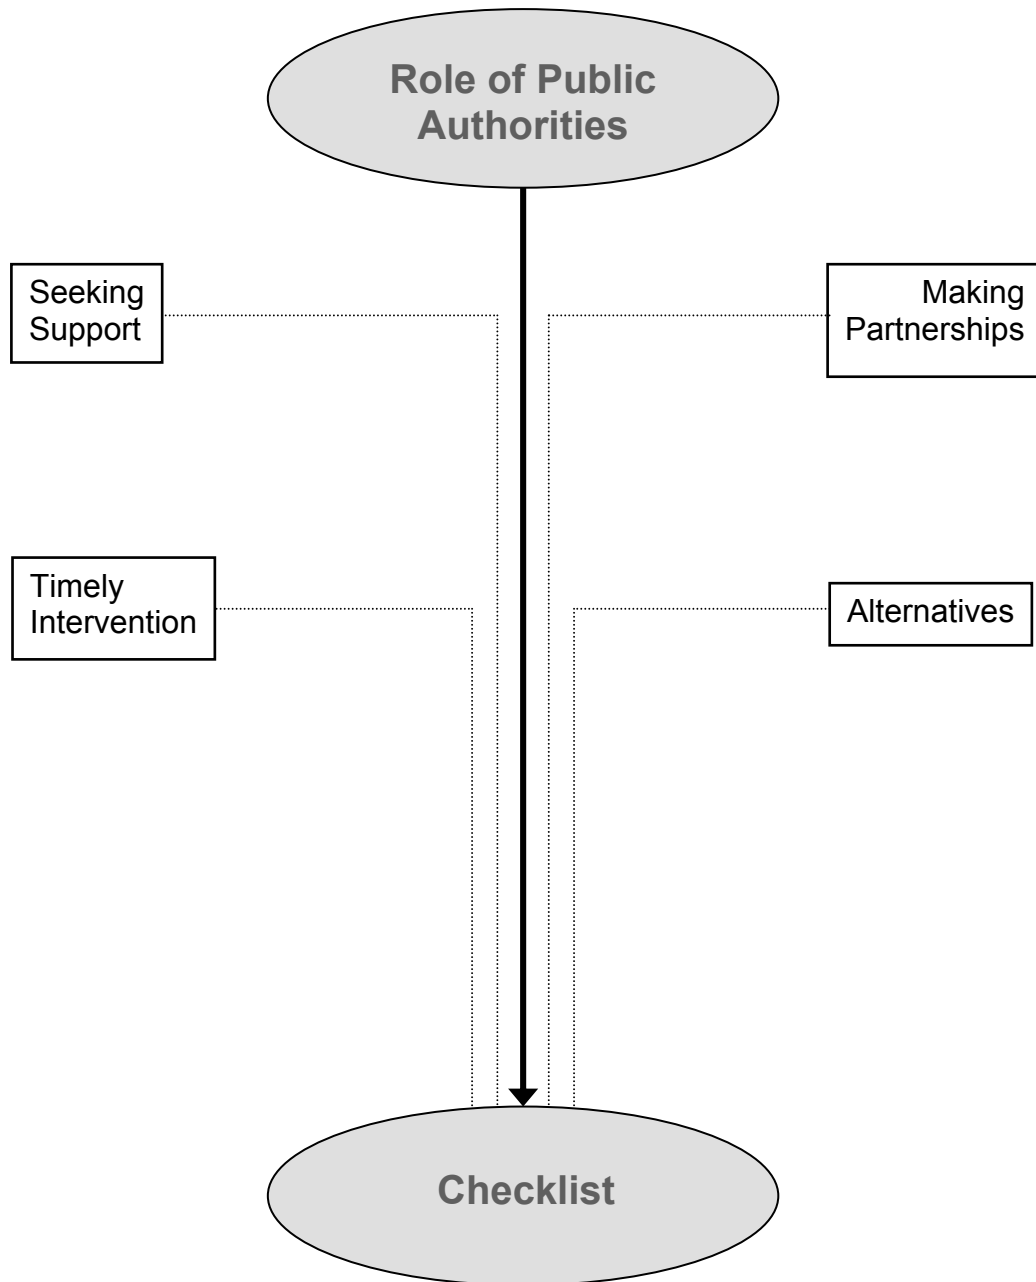 Role of Public
Authorities
Seeking
Support
Making
Partnerships
Timely
Intervention
Alternatives
Checklist